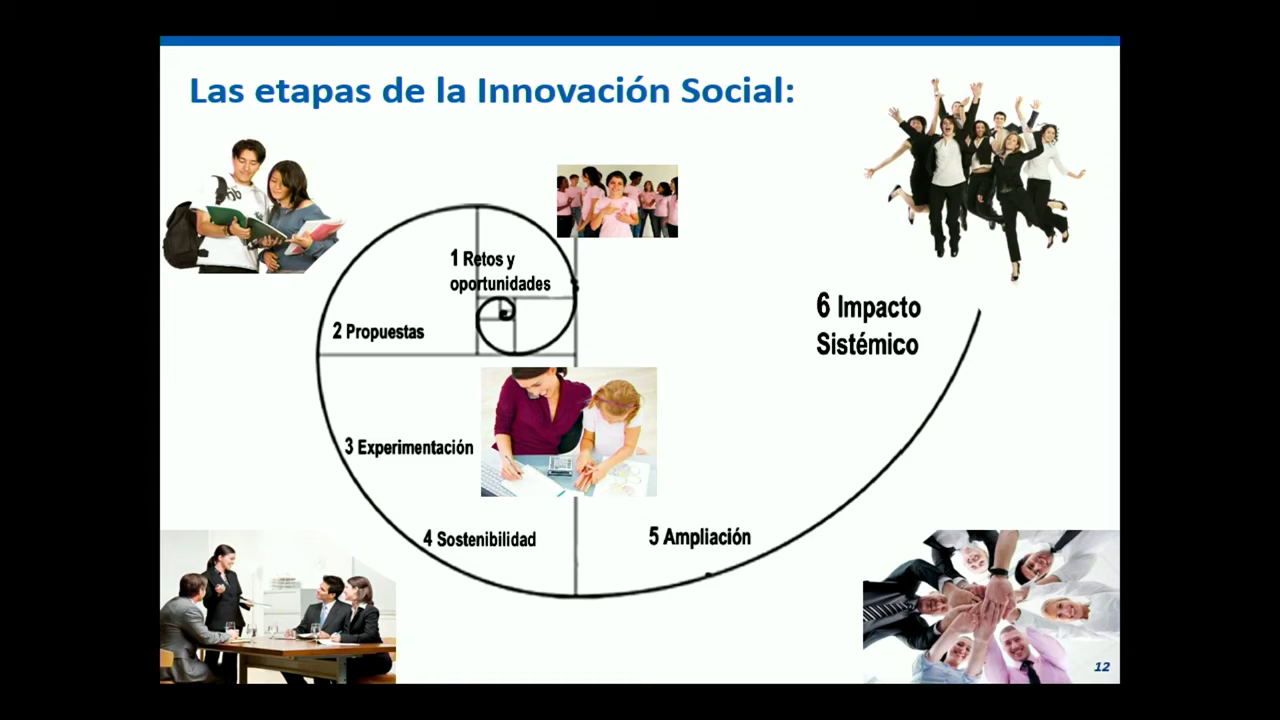 Las etapas de la Innovación Social:
1 Retos y
oportunidades
2 Propuestas
3 Experimentación
4 Sostenibilidad
5 Ampliación
6 Impacto
Sistémico
12